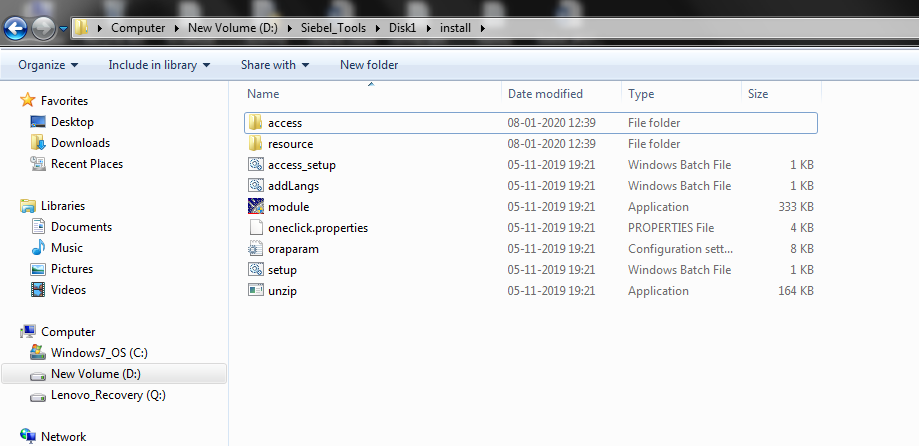 Computer New Volume (D:) Siebel_Tools Disk1 install
Organize Include in library Share with New folder
Name Date modified Type Size
Favorites
Desktop
Downloads
Recent Places
Libraries
Documents
Music
Pictures
Videos
Computer
Windows7_OS (C:)
New Volume (D:)
Lenovo_Recovery (Q:)
Network
access 08-01-2020 12:39 File folder
resource 08-01-2020 12:39 File folder
access_setup 05-11-2019 19:21 Windows Batch File 1 KB
addLangs 05-11-2019 19:21 Windows Batch File 1 KB
module 05-11-2019 19:21 Application 333 KB
oneclick.properties 05-11-2019 19:21 PROPERTIES File 4 KB
oraparam 05-11-2019 19:21 Configuration sett... 8 KB
setup 05-11-2019 19:21 Windows Batch File 1 KB
unzip 05-11-2019 19:21 Application 164 KB